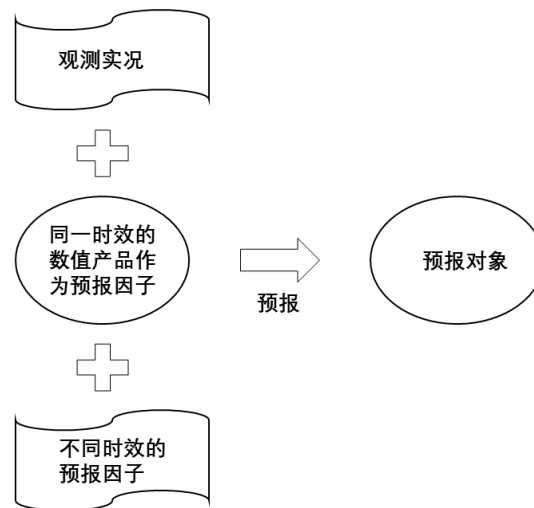 观测实况
同一时效的
数值产品作
为预报因子
预报
预报对象
不同时效的
预报因子